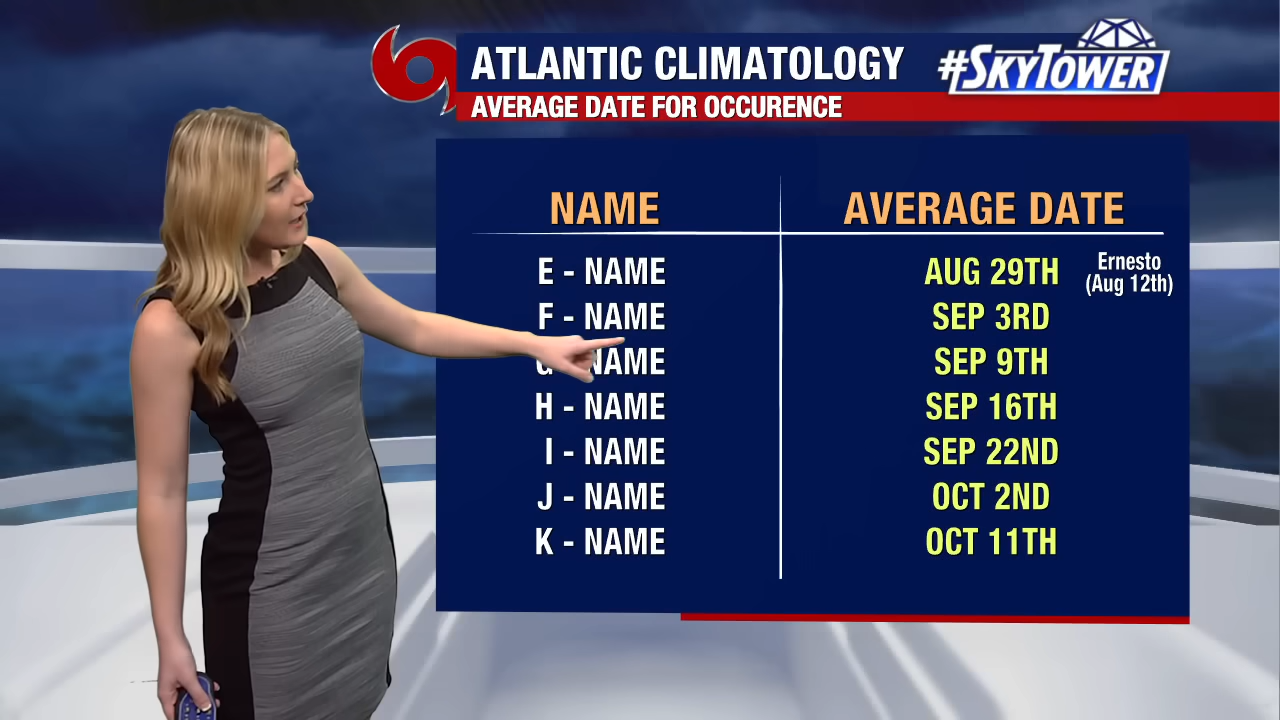 ATLANTIC CLIMATOLOGY
#SKYTOWER
AVERAGE DATE FOR OCCURENCE
NAME AVERAGE DATE
E - NAME AUG 29TH Ernesto
(Aug 12th)
F - NAME SEP 3RD
G - NAME SEP 9TH
H - NAME SEP 16TH
I - NAME SEP 22ND
J - NAME OCT 2ND
K - NAME OCT 11TH